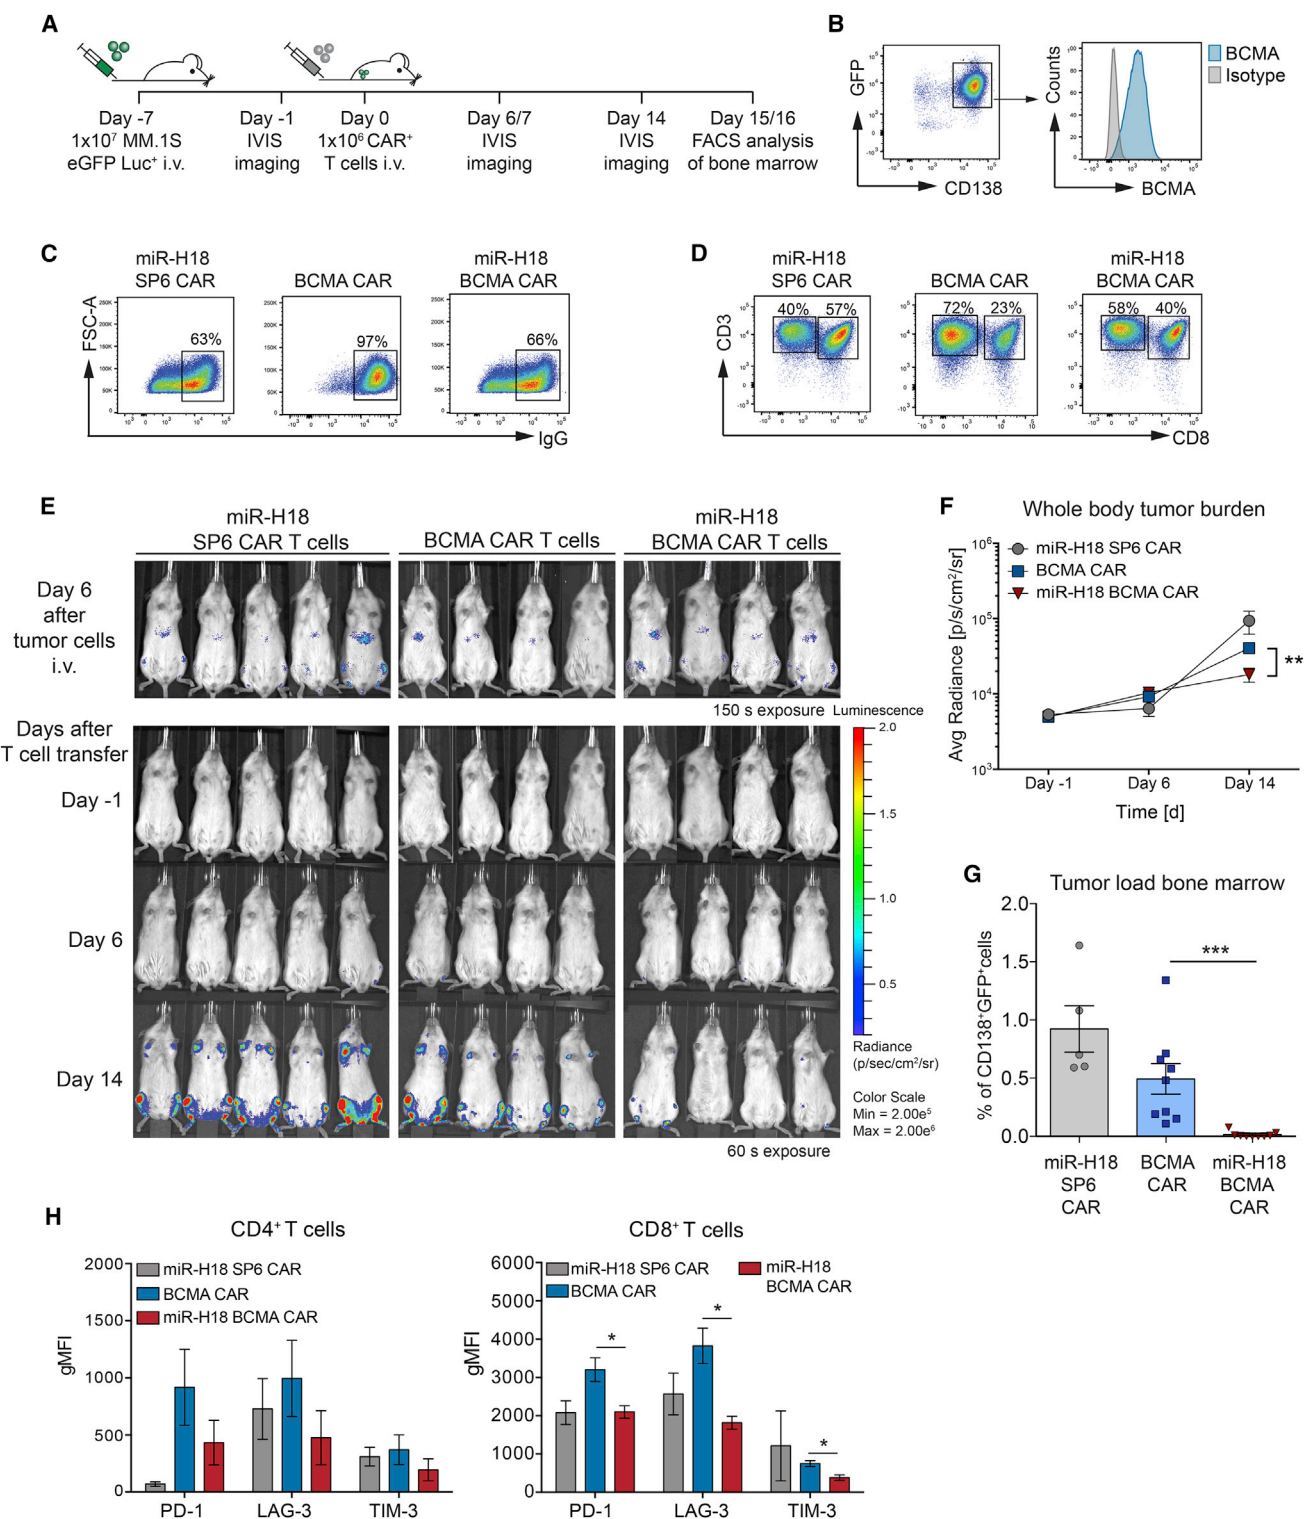 A
Day -7
1x10⁷ MM.1S
eGFP Luc⁺ i.v.
Day -1
IVIS
imaging
Day 0
1x10⁶ CAR⁺
T cells i.v.
Day 6/7
IVIS
imaging
Day 14
IVIS
imaging
Day 15/16
FACS analysis
of bone marrow
B
GFP
CD138
Counts
BCMA
BCMA
Isotype
C
miR-H18
SP6 CAR
BCMA CAR
miR-H18
BCMA CAR
FSC-A
250K
200K
150K
100K
50K
0
63%
97%
66%
IgG
D
miR-H18
SP6 CAR
BCMA CAR
miR-H18
BCMA CAR
CD3
40%
57%
72%
23%
58%
40%
CD8
E
miR-H18
SP6 CAR T cells
BCMA CAR T cells
miR-H18
BCMA CAR T cells
Day 6
after
tumor cells
i.v.
150 s exposure
Days after
T cell transfer
Day -1
Day 6
Day 14
Luminescence
2.0
1.5
1.0
0.5
Radiance
(p/sec/cm²/sr)
Color Scale
Min = 2.00e⁵
Max = 2.00e⁶
60 s exposure
F
Whole body tumor burden
Avg Radiance [p/s/cm²/sr]
10⁶
10⁵
10⁴
10³
miR-H18 SP6 CAR
BCMA CAR
miR-H18 BCMA CAR
**
Day -1
Day 6
Day 14
Time [d]
G
Tumor load bone marrow
% of CD138⁺GFP⁺cells
2.0
1.5
1.0
0.5
0.0
***
miR-H18
SP6
CAR
BCMA
CAR
miR-H18
BCMA
CAR
H
CD4⁺ T cells
gMFI
2000
1500
1000
500
0
miR-H18 SP6 CAR
BCMA CAR
miR-H18 BCMA CAR
PD-1
LAG-3
TIM-3
CD8⁺ T cells
gMFI
6000
5000
4000
3000
2000
1000
0
miR-H18 SP6 CAR
BCMA CAR
miR-H18
BCMA CAR
*
*
*
PD-1
LAG-3
TIM-3